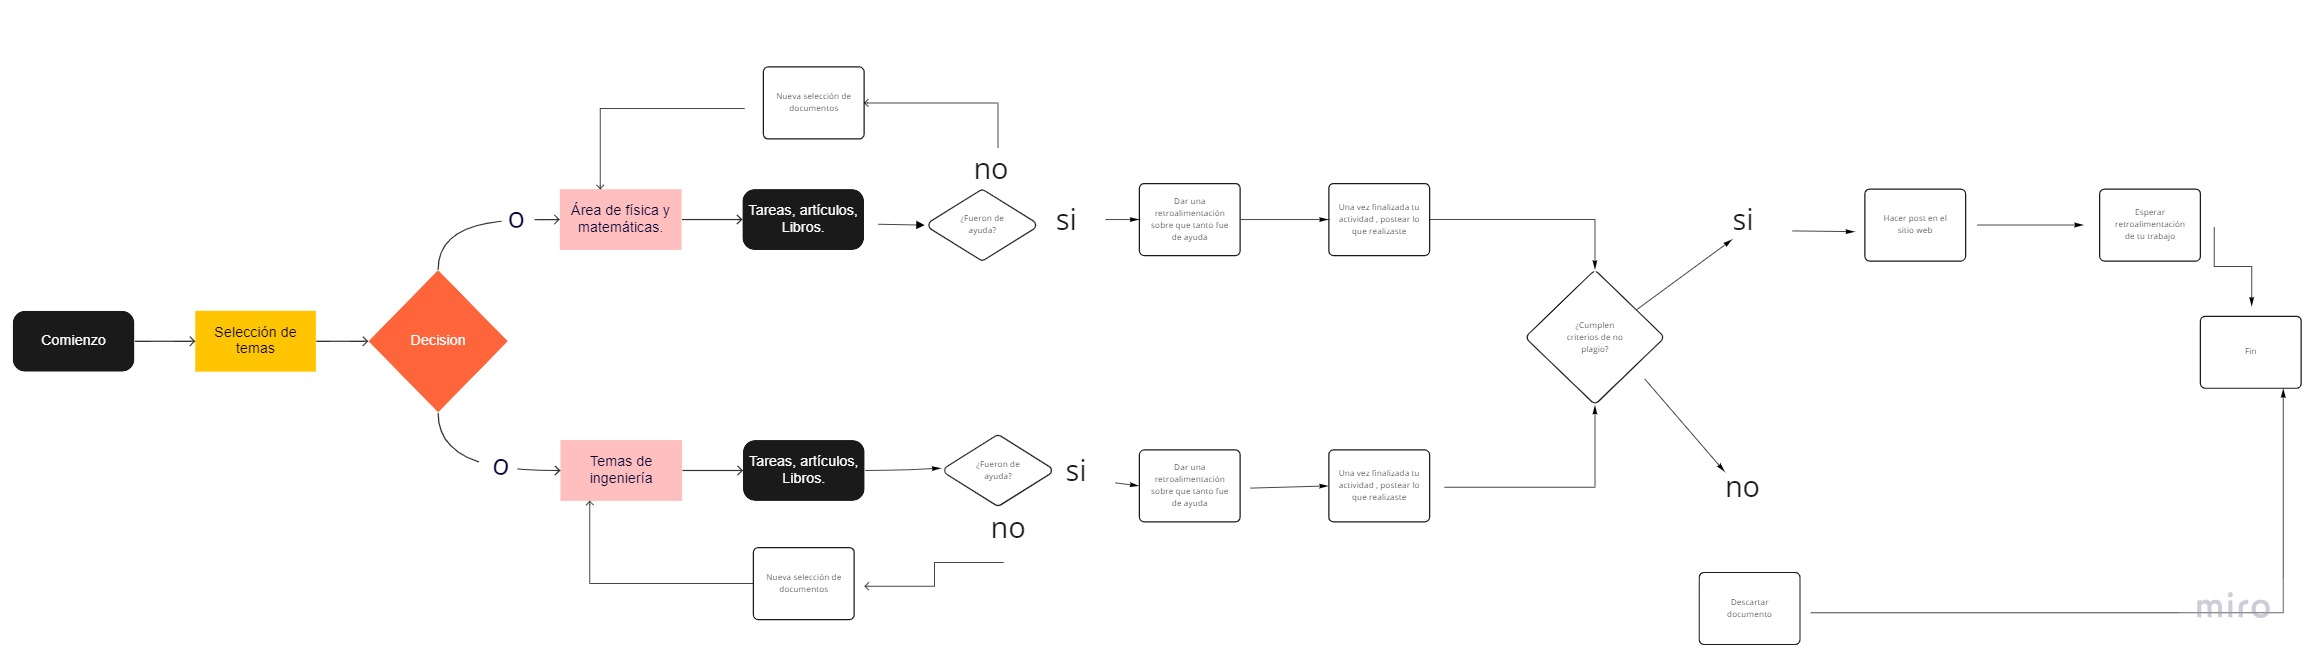 Nueva selección de
documentos
no
O
Área de física y
matemáticas.
Tareas, artículos,
Libros.
¿Fueron de
ayuda?
si
Dar una
retroalimentación
sobre que tanto fue
de ayuda
Una vez finalizada tu
actividad , postear lo
que realizaste
si
Hacer post en el
sitio web
Esperar
retroalimentación
de tu trabajo
Comienzo
Selección de
temas
Decision
¿Cumplen
criterios de no
plagio?
Fin
O
Temas de
ingeniería
Tareas, artículos,
Libros.
¿Fueron de
ayuda?
si
Dar una
retroalimentación
sobre que tanto fue
de ayuda
Una vez finalizada tu
actividad , postear lo
que realizaste
no
no
Nueva selección de
documentos
Descartar
documento
miro